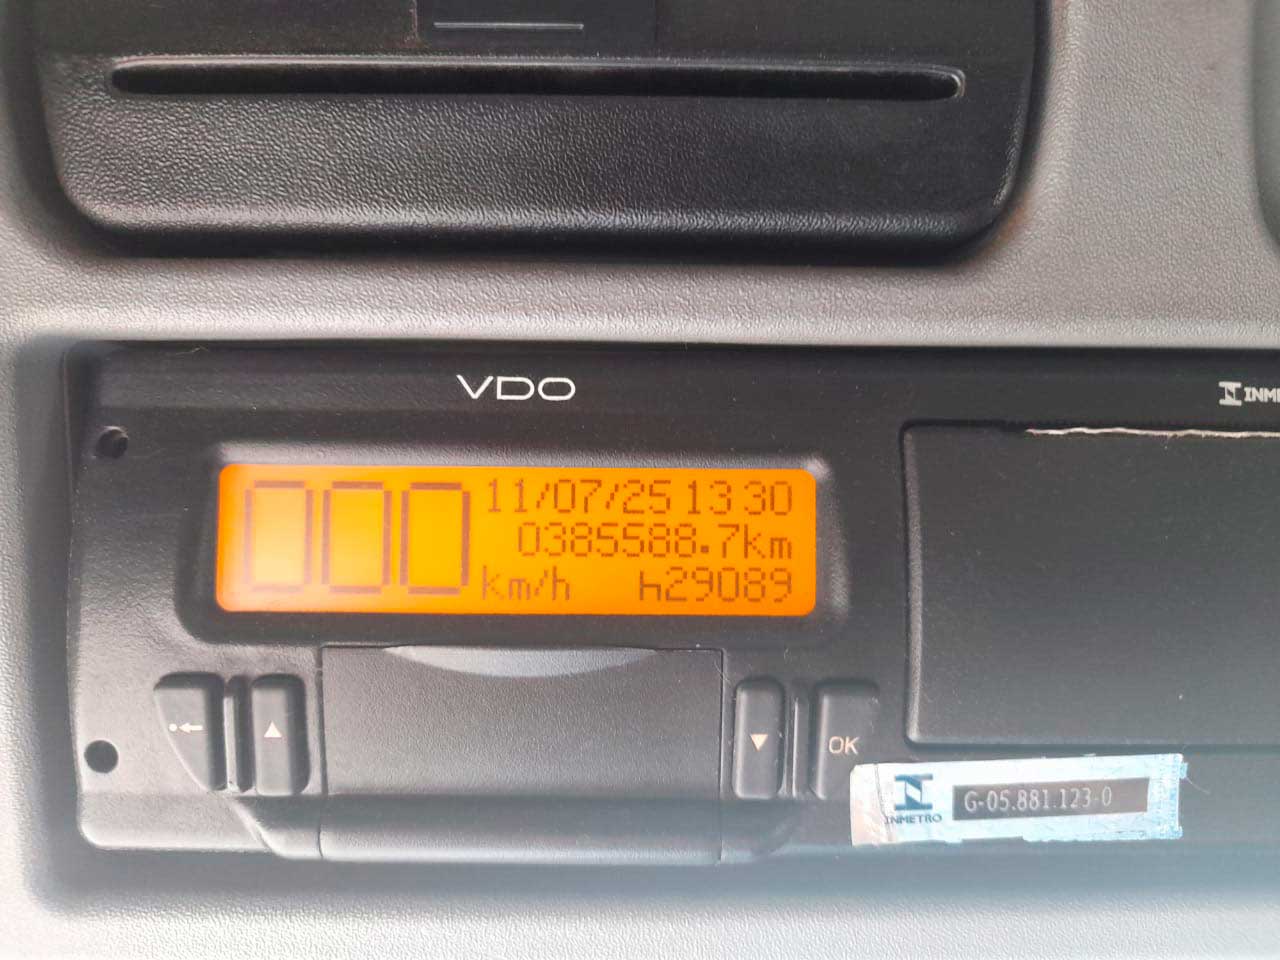 VDO
000
11/07/25 13 30
0385588.7km
km/h h29089
OK
INMETRO
G-05.881.123-0